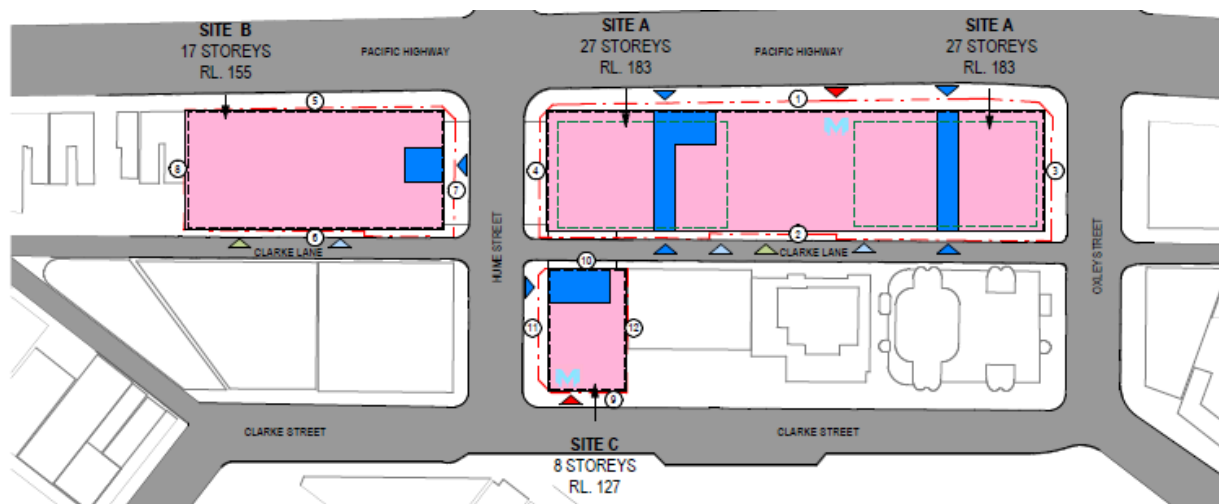 SITE B
17 STOREYS
RL. 155
PACIFIC HIGHWAY
SITE A
27 STOREYS
RL. 183
PACIFIC HIGHWAY
SITE A
27 STOREYS
RL. 183
5
1
M
8
7
4
3
6
2
CLARKE LANE
CLARKE LANE
HUME STREET
OXLEY STREET
10
11
12
M
9
CLARKE STREET
CLARKE STREET
SITE C
8 STOREYS
RL. 127